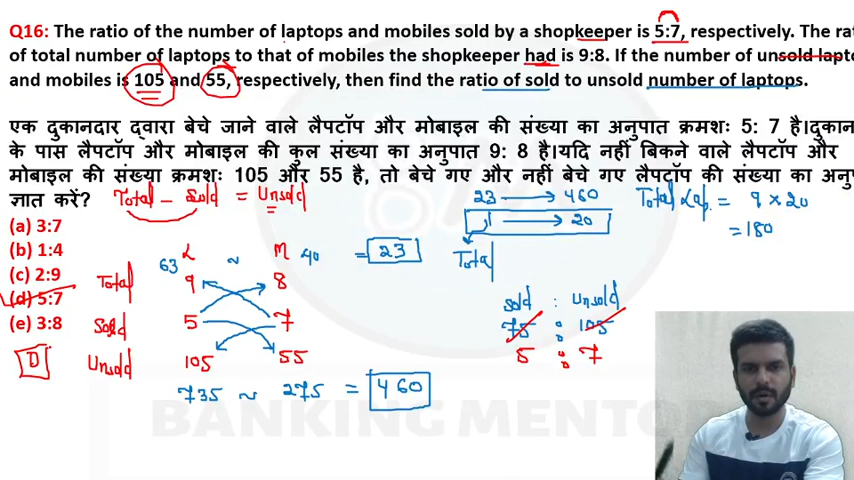 Q16: The ratio of the number of laptops and mobiles sold by a shopkeeper is 5:7, respectively. The rat
of total number of laptops to that of mobiles the shopkeeper had is 9:8. If the number of unsold lapto
and mobiles is 105 and 55, respectively, then find the ratio of sold to unsold number of laptops.
एक दुकानदार द्वारा बेचे जाने वाले लैपटॉप और मोबाइल की संख्या का अनुपात क्रमशः 5: 7 है।दुकान
के पास लैपटॉप और मोबाइल की कुल संख्या का अनुपात 9: 8 है।यदि नहीं बिकने वाले लैपटॉप और
मोबाइल की संख्या क्रमशः 105 और 55 है, तो बेचे गए और नहीं बेचे गए लैपटॉप की संख्या का अनुप
ज्ञात करें?
Total - Sold = Unsold
23 → 460
Total Lap. = 9 × 20
= 180
1 → 20
Total
(a) 3:7
(b) 1:4
(c) 2:9
(d) 5:7
(e) 3:8
D
L ~ M
63 40 = 23
Total 9 8
Sold 5 7
Unsold 105 55
735 ~ 275 = 460
Sold : Unsold
75 : 105
5 : 7
BANKING MENTO